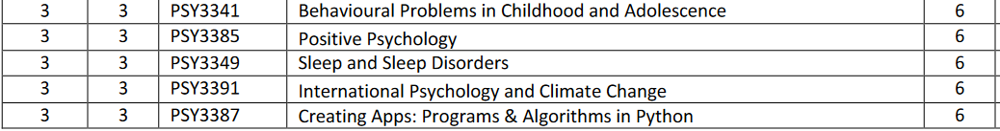 3 3 PSY3341 Behavioural Problems in Childhood and Adolescence 6
3 3 PSY3385 Positive Psychology 6
3 3 PSY3349 Sleep and Sleep Disorders 6
3 3 PSY3391 International Psychology and Climate Change 6
3 3 PSY3387 Creating Apps: Programs & Algorithms in Python 6